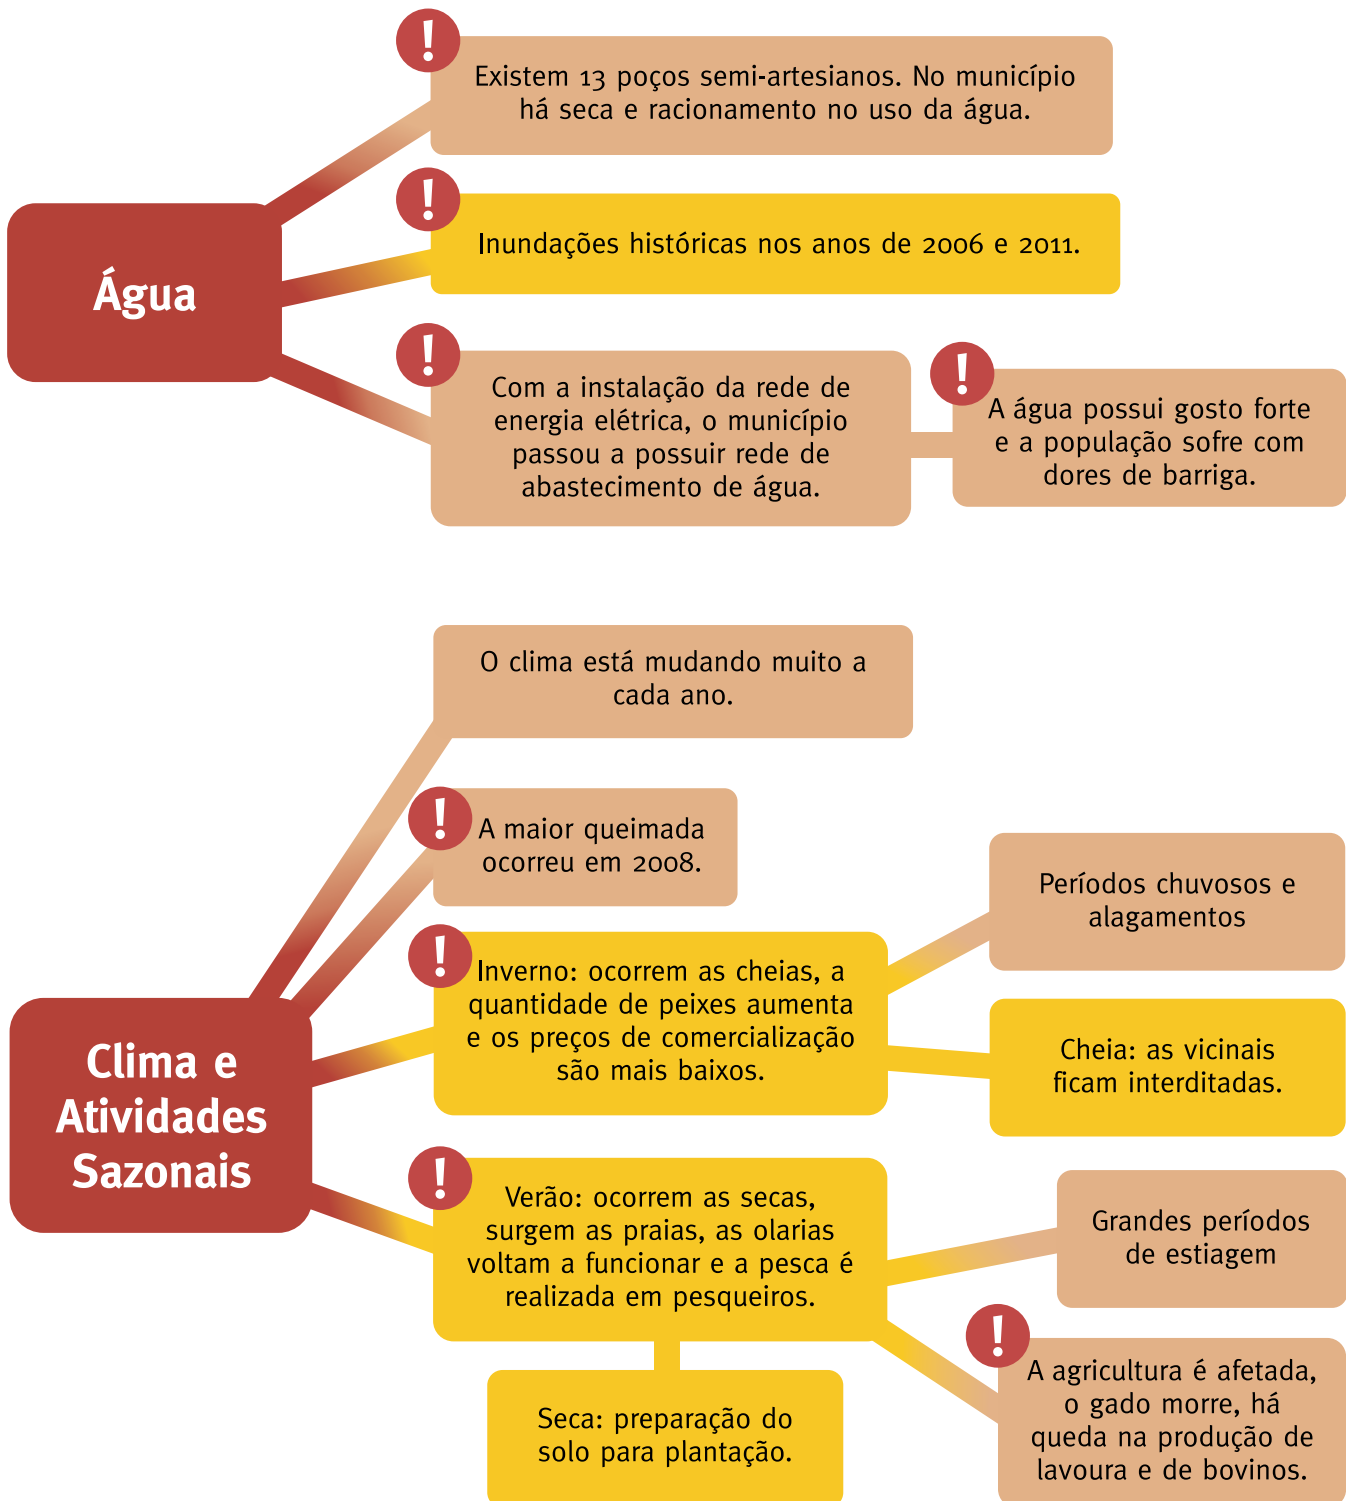 !
Existem 13 poços semi-artesianos. No município
há seca e racionamento no uso da água.
!
Inundações históricas nos anos de 2006 e 2011.
Água
!
Com a instalação da rede de
energia elétrica, o município
passou a possuir rede de
abastecimento de água.
!
A água possui gosto forte
e a população sofre com
dores de barriga.
O clima está mudando muito a
cada ano.
!
A maior queimada
ocorreu em 2008.
Clima e
Atividades
Sazonais
!
Inverno: ocorrem as cheias, a
quantidade de peixes aumenta
e os preços de comercialização
são mais baixos.
Períodos chuvosos e
alagamentos
Cheia: as vicinais
ficam interditadas.
!
Verão: ocorrem as secas,
surgem as praias, as olarias
voltam a funcionar e a pesca é
realizada em pesqueiros.
Grandes períodos
de estiagem
!
A agricultura é afetada,
o gado morre, há
queda na produção de
lavoura e de bovinos.
Seca: preparação do
solo para plantação.